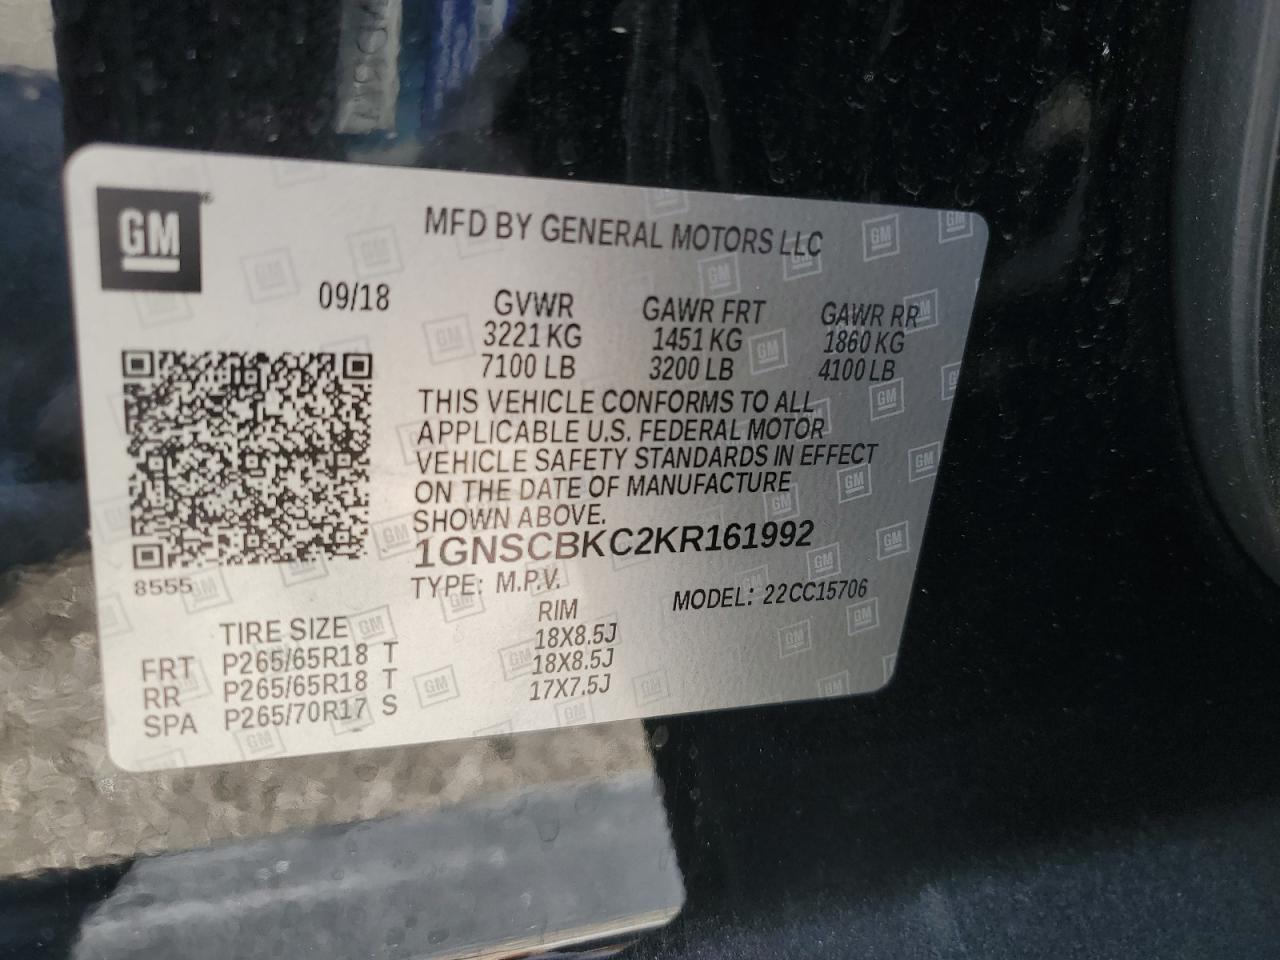 GM
MFD BY GENERAL MOTORS LLC
09/18
GVWR GAWR FRT GAWR RR
3221 KG 1451 KG 1860 KG
7100 LB 3200 LB 4100 LB
THIS VEHICLE CONFORMS TO ALL
APPLICABLE U.S. FEDERAL MOTOR
VEHICLE SAFETY STANDARDS IN EFFECT
ON THE DATE OF MANUFACTURE
SHOWN ABOVE.
1GNSCBKC2KR161992
8555
TYPE: M.P.V. MODEL: 22CC15706
TIRE SIZE RIM
FRT P265/65R18 T 18X8.5J
RR P265/65R18 T 18X8.5J
SPA P265/70R17 S 17X7.5J